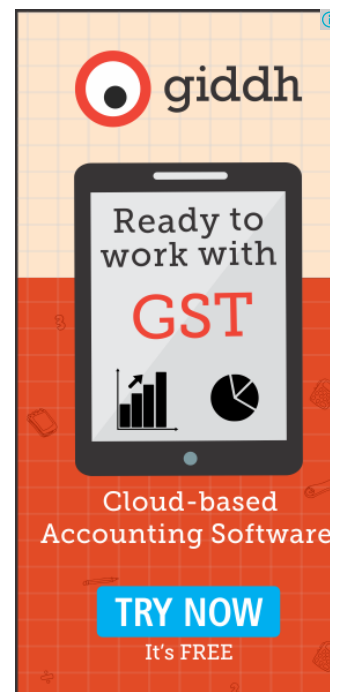 giddh
Ready to
work with
GST
Cloud-based
Accounting Software
TRY NOW
It's FREE